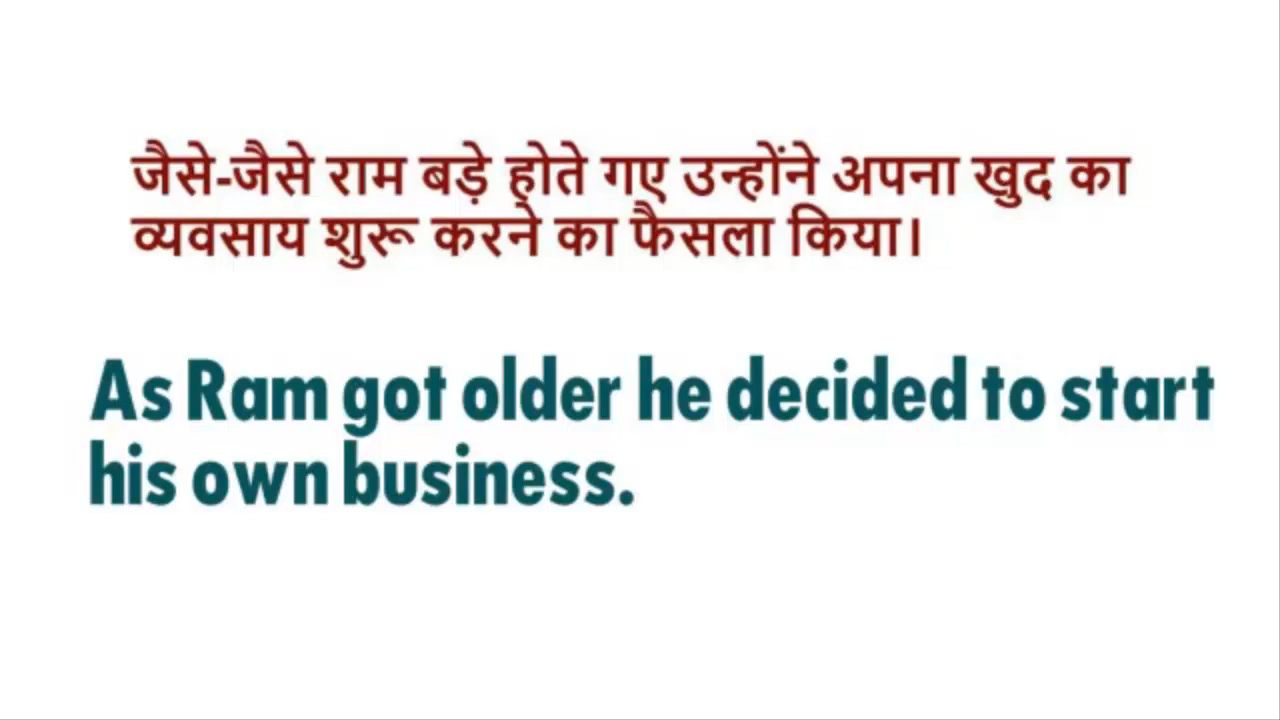 जैसे-जैसे राम बड़े होते गए उन्होंने अपना खुद का
व्यवसाय शुरू करने का फैसला किया।
As Ram got older he decided to start
his own business.